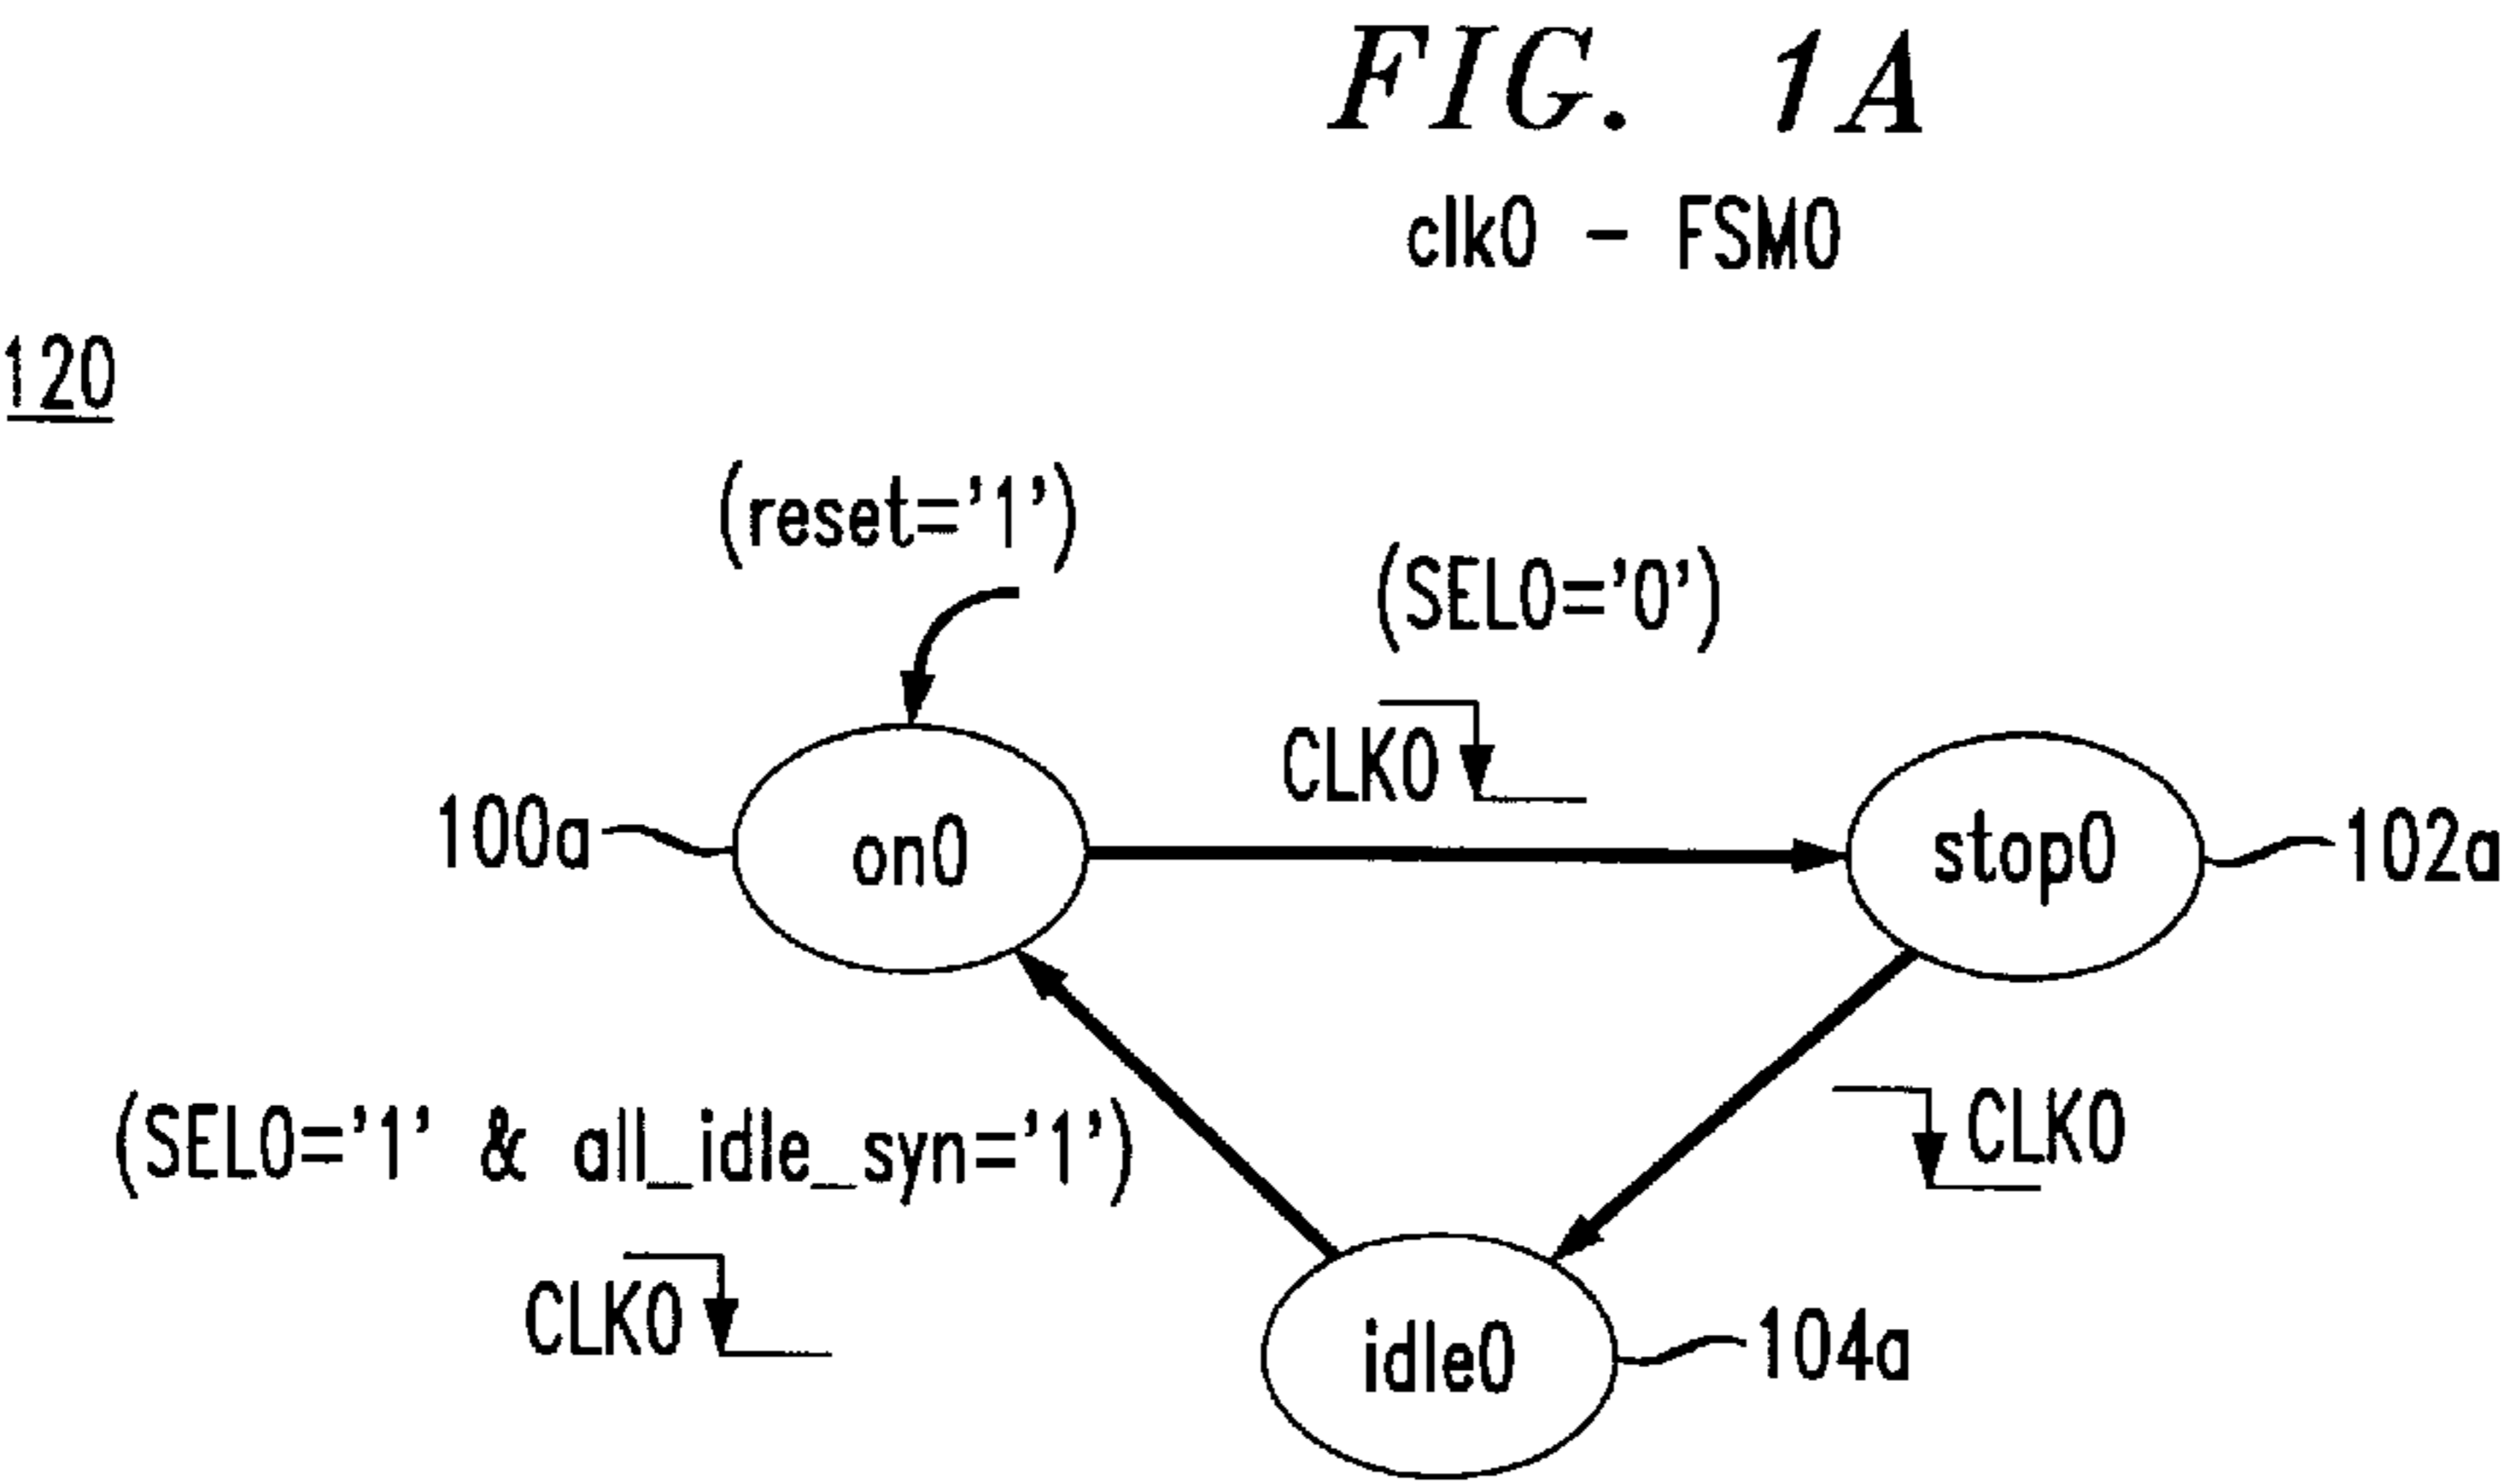 FIG. 1A
clk0 - FSM0
120
(reset='1')
(SEL0='0')
CLK0
100a
on0
stop0
102a
(SEL0='1' & all_idle_syn='1')
CLK0
CLK0
idle0
104a